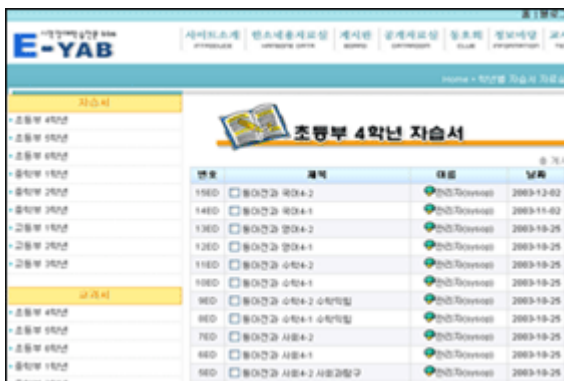 E-YAB
사이트소개 한소네용자료실 게시판 공개자료실 동호회 정보마당
INTRODUCE HANSONE DATA BOARD DATAROOM CLUB INFORMATION
자습서
초등부 4학년
초등부 5학년
초등부 6학년
중학부 1학년
중학부 2학년
중학부 3학년
고등부 1학년
고등부 2학년
고등부 3학년
교과서
초등부 4학년
초등부 5학년
초등부 6학년
중학부 1학년
초등부 4학년 자습서
번호 제목 이름 날짜
15ED 동아전과 국어4-2 관리자(sysop) 2003-12-02
14ED 동아전과 국어4-1 관리자(sysop) 2003-11-02
13ED 동아전과 영어4-2 관리자(sysop) 2003-10-25
12ED 동아전과 영어4-1 관리자(sysop) 2003-10-25
11ED 동아전과 수학4-2 관리자(sysop) 2003-10-25
10ED 동아전과 수학4-1 관리자(sysop) 2003-10-25
9ED 동아전과 수학4-2 수학익힘 관리자(sysop) 2003-10-25
8ED 동아전과 수학4-1 수학익힘 관리자(sysop) 2003-10-25
7ED 동아전과 사회4-2 관리자(sysop) 2003-10-25
6ED 동아전과 사회4-1 관리자(sysop) 2003-10-25
5ED 동아전과 사회4-2 사회과탐구 관리자(sysop) 2003-10-25